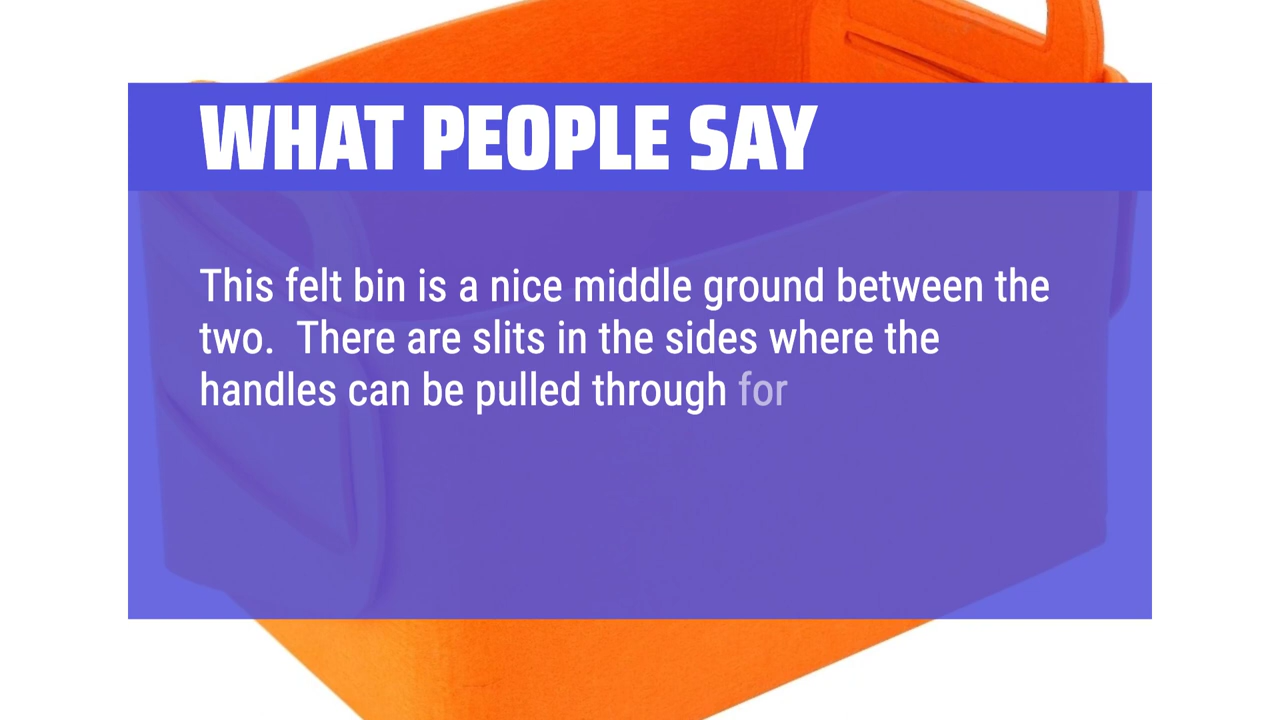 WHAT PEOPLE SAY
This felt bin is a nice middle ground between the
two.  There are slits in the sides where the
handles can be pulled through for